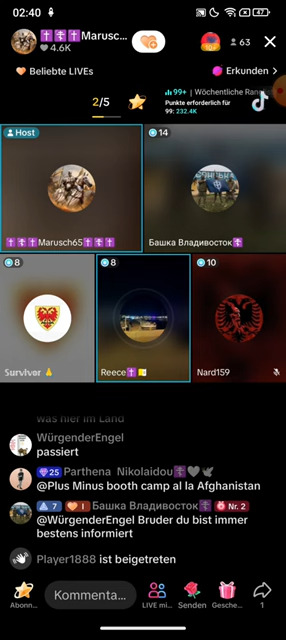 02:40
47
✝️☦️✝️Marusc...
4.6K
63
Beliebte LIVEs
Erkunden >
2/5
99+ | Wöchentliche Ran
Punkte erforderlich für
99: 232.4K
Host
14
✝️☦️✝️Marusch65✝️☦️✝️
Башка Владивосток☦️
8
8
10
Survivor 🙏
Reece✝️🇻🇦
Nard159
was hier im Land
WürgenderEngel
passiert
25 Parthena Nikolaidou☦️🖤🕊️
@Plus Minus booth camp al la Afghanistan
7 I Башка Владивосток☦️ Nr. 2
@WürgenderEngel Bruder du bist immer
bestens informiert
Player1888 ist beigetreten
Kommenta...
Abonn... LIVE mi... Senden Gesche... 1